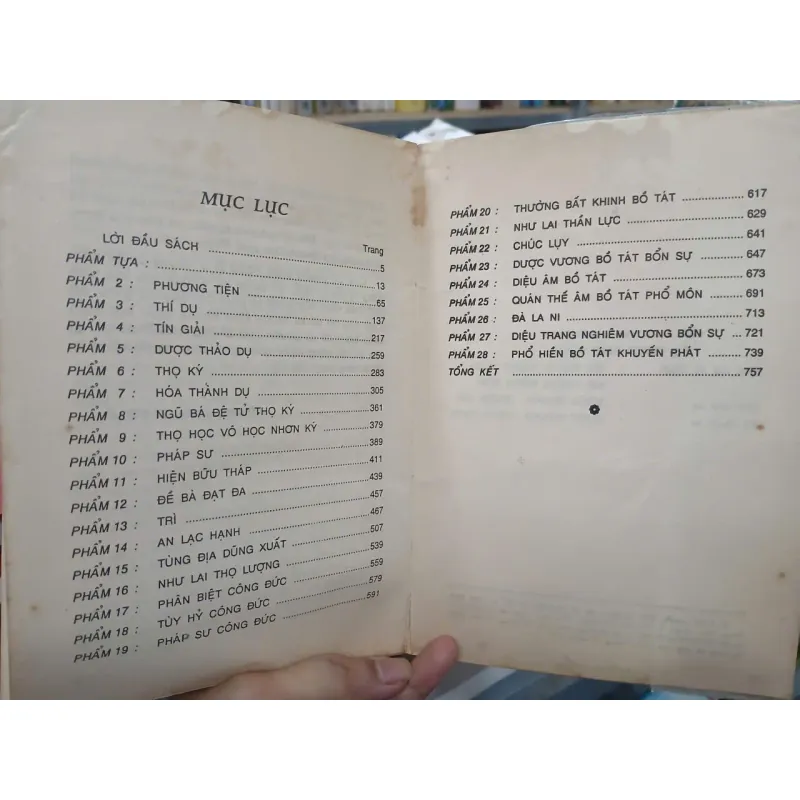 MỤC LỤC
Trang
LỜI ĐẦU SÁCH ..... 5
PHẨM TỰA : ..... 13
PHẨM 2 : PHƯƠNG TIỆN ..... 65
PHẨM 3 : THÍ DỤ ..... 137
PHẨM 4 : TÍN GIẢI ..... 217
PHẨM 5 : DƯỢC THẢO DỤ ..... 259
PHẨM 6 : THỌ KÝ ..... 283
PHẨM 7 : HÓA THÀNH DỤ ..... 305
PHẨM 8 : NGŨ BÁ ĐỆ TỬ THỌ KÝ ..... 361
PHẨM 9 : THỌ HỌC VÔ HỌC NHƠN KÝ ..... 379
PHẨM 10 : PHÁP SƯ ..... 389
PHẨM 11 : HIỆN BỮU THÁP ..... 411
PHẨM 12 : ĐỀ BÀ ĐẠT ĐA ..... 439
PHẨM 13 : TRÌ ..... 457
PHẨM 14 : AN LẠC HẠNH ..... 467
PHẨM 15 : TÙNG ĐỊA DŨNG XUẤT ..... 507
PHẨM 16 : NHƯ LAI THỌ LƯỢNG ..... 539
PHẨM 17 : PHÂN BIỆT CÔNG ĐỨC ..... 559
PHẨM 18 : TÙY HỶ CÔNG ĐỨC ..... 579
PHẨM 19 : PHÁP SƯ CÔNG ĐỨC ..... 591
PHẨM 20 : THƯỜNG BẤT KHINH BỒ TÁT ..... 617
PHẨM 21 : NHƯ LAI THẦN LỰC ..... 629
PHẨM 22 : CHÚC LỤY ..... 641
PHẨM 23 : DƯỢC VƯƠNG BỒ TÁT BỔN SỰ ..... 647
PHẨM 24 : DIỆU ÂM BỒ TÁT ..... 673
PHẨM 25 : QUÁN THẾ ÂM BỒ TÁT PHỔ MÔN ..... 691
PHẨM 26 : ĐÀ LA NI ..... 713
PHẨM 27 : DIỆU TRANG NGHIÊM VƯƠNG BỔN SỰ ... 721
PHẨM 28 : PHỔ HIỀN BỒ TÁT KHUYẾN PHÁT ..... 739
TỔNG KẾT ..... 757